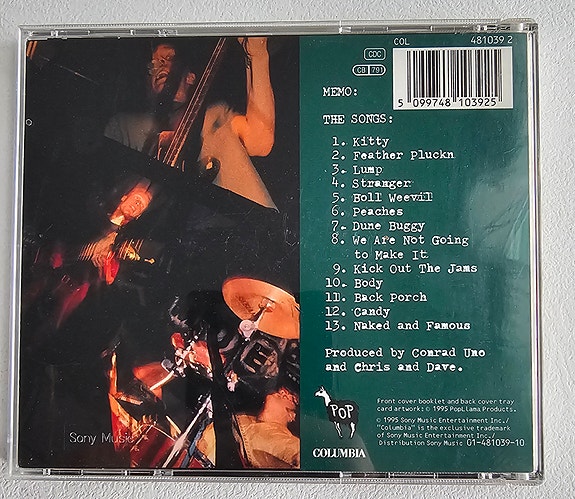 COL 481039 2
CDC
CB 791
5 099748 103925
MEMO:
THE SONGS:
1. Kitty
2. Feather Pluckn
3. Lump
4. Stranger
5. Boll Weevil
6. Peaches
7. Dune Buggy
8. We Are Not Going
to Make It
9. Kick Out The Jams
10. Body
11. Back Porch
12. Candy
13. Naked and Famous
Produced by Conrad Uno
and Chris and Dave.
POP
COLUMBIA
Front cover booklet and back cover tray
card artwork: © 1995 PopLlama Products.
© 1995 Sony Music Entertainment Inc./
"Columbia" is the exclusive trademark
of Sony Music Entertainment Inc./
Distribution Sony Music 01-481039-10
Sony Music